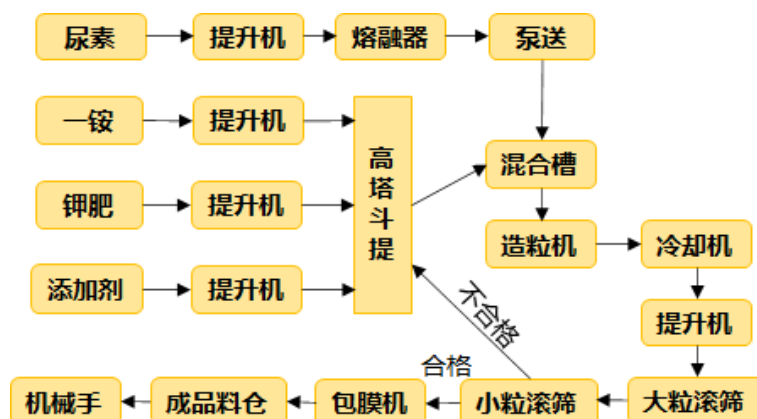 尿素
提升机
熔融器
泵送
一铵
提升机
高塔斗提
混合槽
钾肥
提升机
造粒机
冷却机
添加剂
提升机
不合格
提升机
合格
机械手
成品料仓
包膜机
小粒滚筛
大粒滚筛